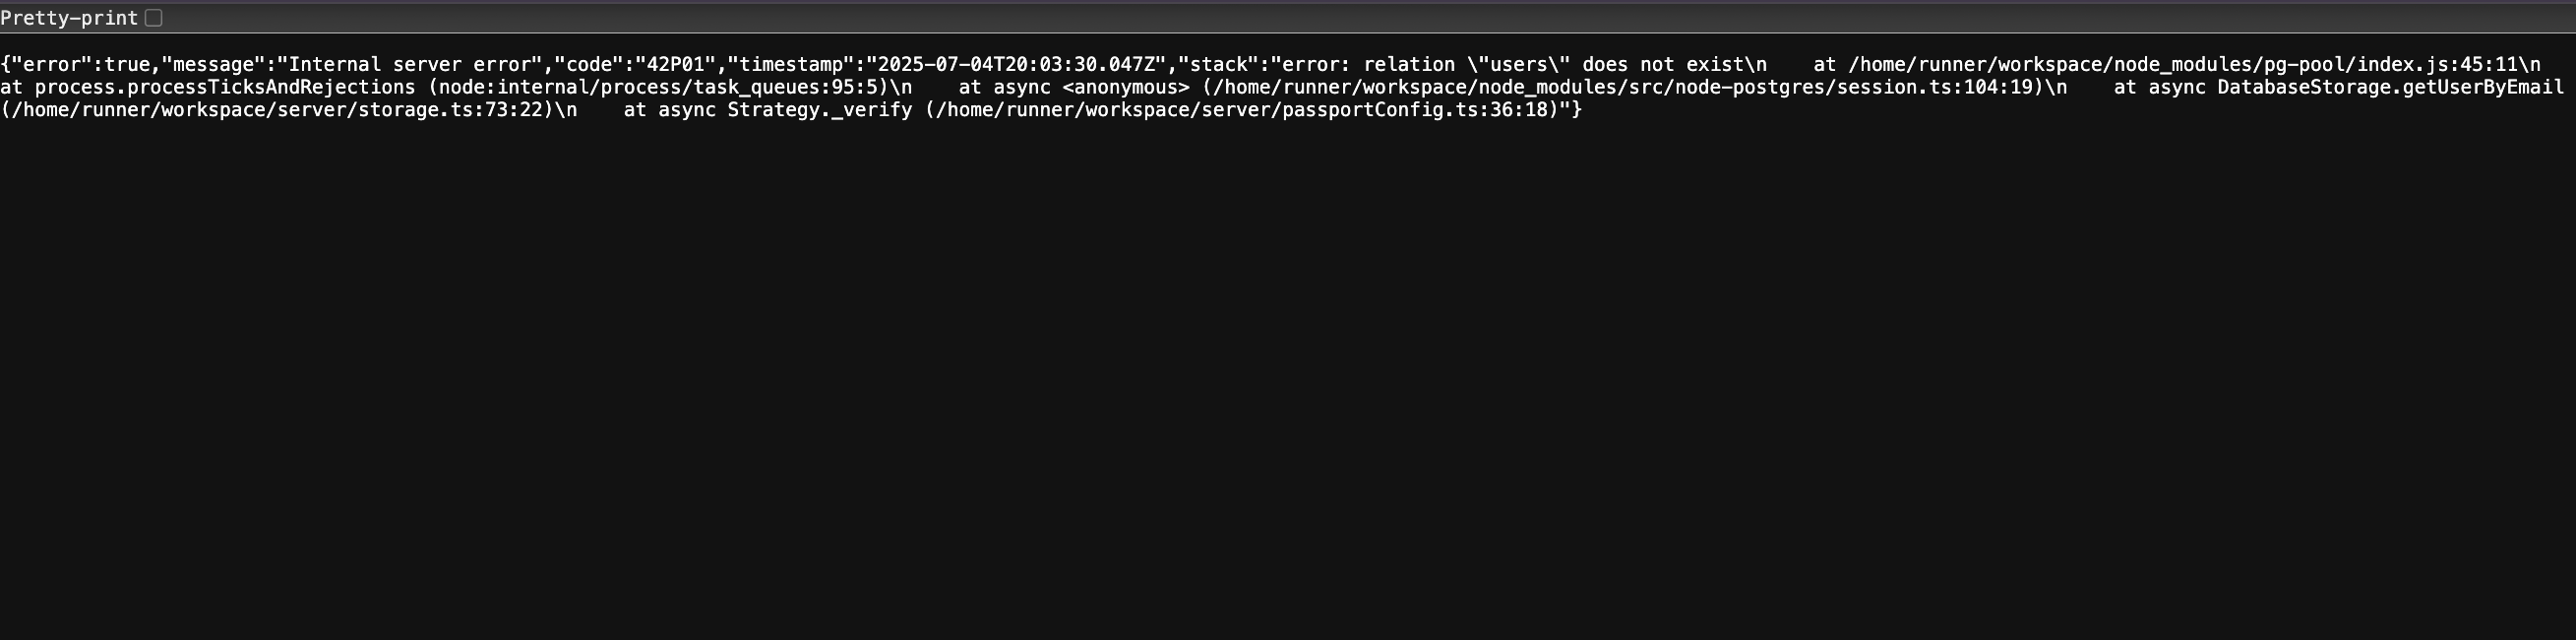 Pretty-print
{"error":true,"message":"Internal server error","code":"42P01","timestamp":"2025-07-04T20:03:30.047Z","stack":"error: relation \"users\" does not exist\n    at /home/runner/workspace/node_modules/pg-pool/index.js:45:11\n
at process.processTicksAndRejections (node:internal/process/task_queues:95:5)\n    at async <anonymous> (/home/runner/workspace/node_modules/src/node-postgres/session.ts:104:19)\n    at async DatabaseStorage.getUserByEmail
(/home/runner/workspace/server/storage.ts:73:22)\n    at async Strategy._verify (/home/runner/workspace/server/passportConfig.ts:36:18)"}